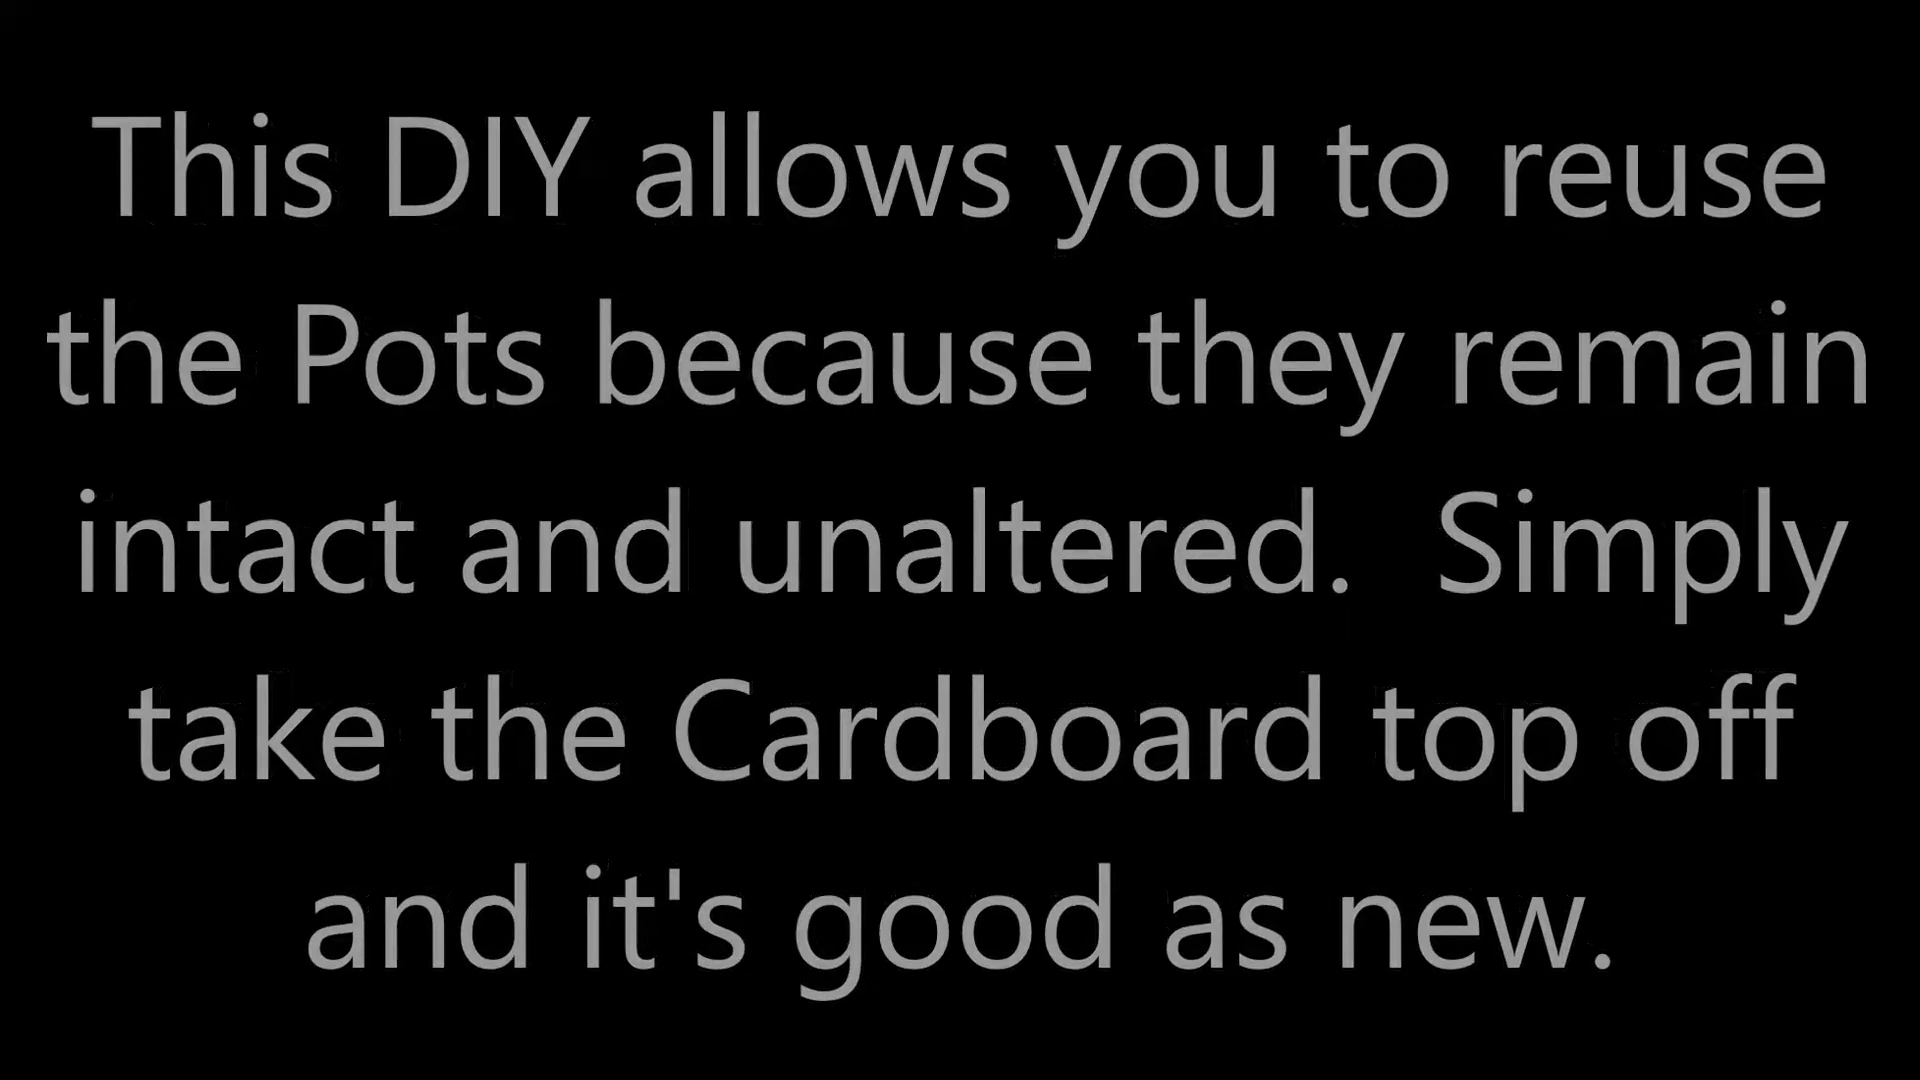 This DIY allows you to reuse
the Pots because they remain
intact and unaltered.  Simply
take the Cardboard top off
and it's good as new.